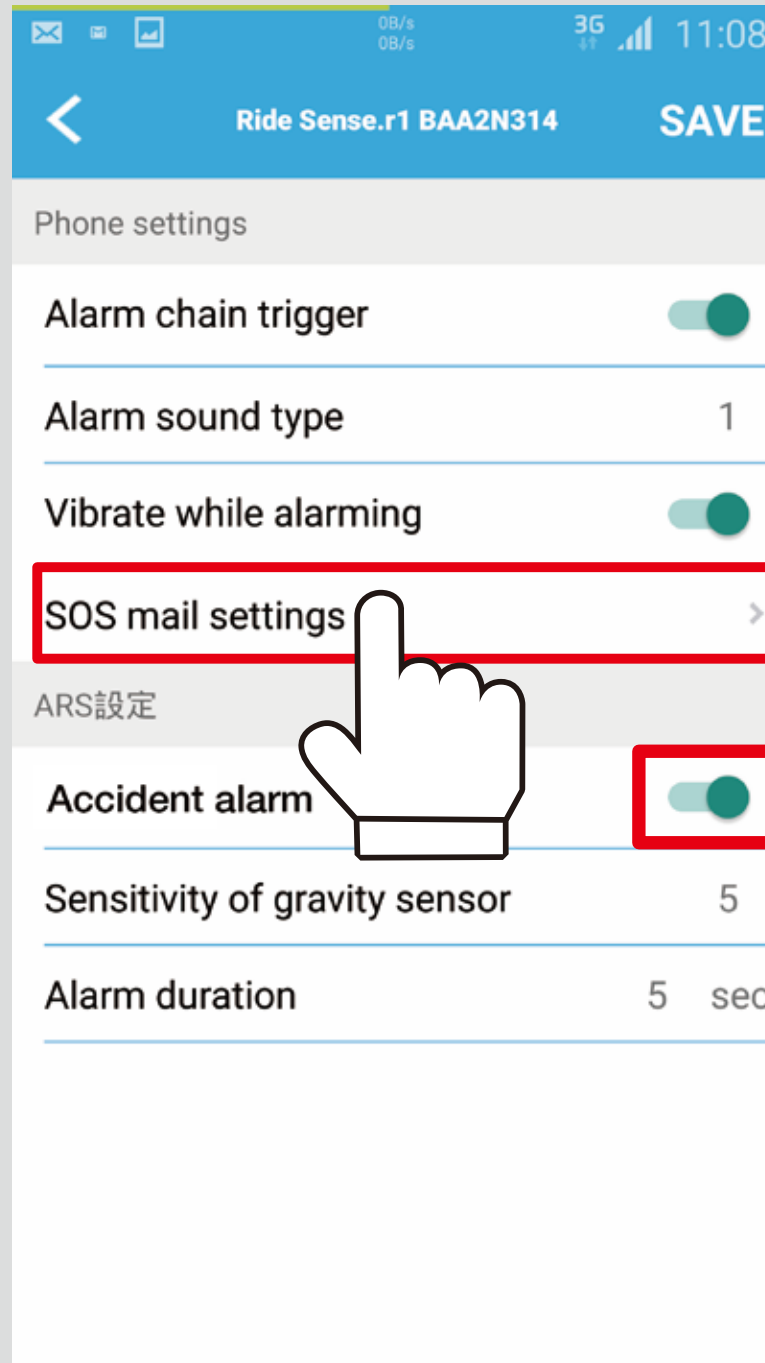 0B/s
0B/s
3G
11:08
Ride Sense.r1 BAA2N314
SAVE
Phone settings
Alarm chain trigger
Alarm sound type 1
Vibrate while alarming
SOS mail settings
ARS設定
Accident alarm
Sensitivity of gravity sensor 5
Alarm duration 5 sec